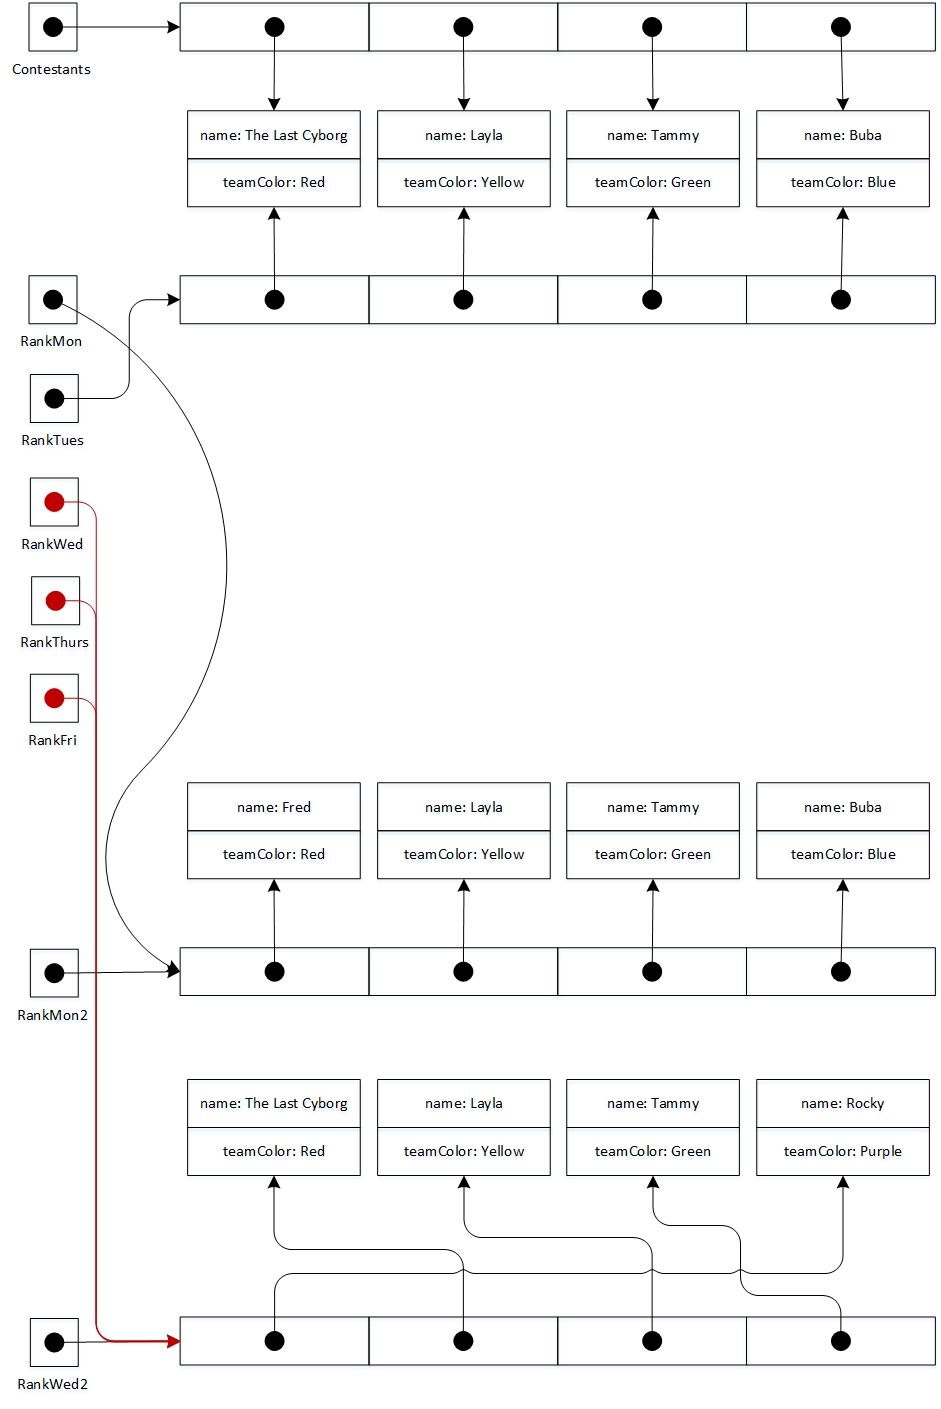 Contestants
name: The Last Cyborg
name: Layla
name: Tammy
name: Buba
teamColor: Red
teamColor: Yellow
teamColor: Green
teamColor: Blue
RankMon
RankTues
RankWed
RankThurs
RankFri
name: Fred
name: Layla
name: Tammy
name: Buba
teamColor: Red
teamColor: Yellow
teamColor: Green
teamColor: Blue
RankMon2
name: The Last Cyborg
name: Layla
name: Tammy
name: Rocky
teamColor: Red
teamColor: Yellow
teamColor: Green
teamColor: Purple
RankWed2